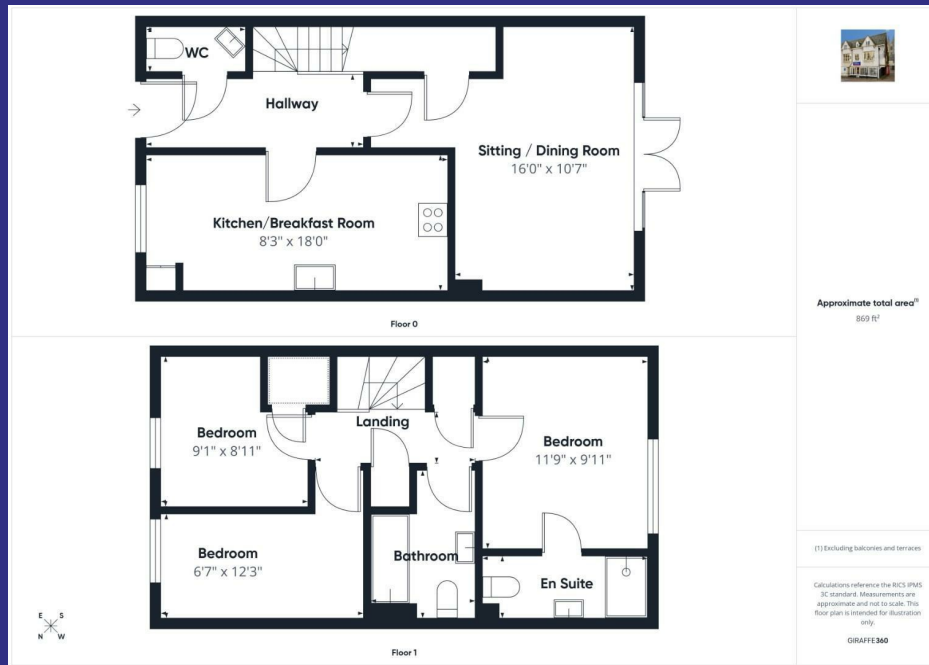 WC
Hallway
Sitting / Dining Room
16'0" x 10'7"
Kitchen/Breakfast Room
8'3" x 18'0"
Floor 0
Landing
Bedroom
9'1" x 8'11"
Bedroom
11'9" x 9'11"
Bedroom
6'7" x 12'3"
Bathroom
En Suite
E S
N W
Floor 1
Approximate total area(1)
869 ft²
(1) Excluding balconies and terraces
Calculations reference the RICS IPMS
3C standard. Measurements are
approximate and not to scale. This
floor plan is intended for illustration
only.
GIRAFFE360